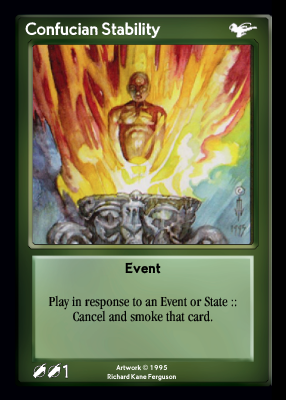 Confucian Stability
1995
Event
Play in response to an Event or State ::
Cancel and smoke that card.
1
Artwork © 1995
Richard Kane Ferguson